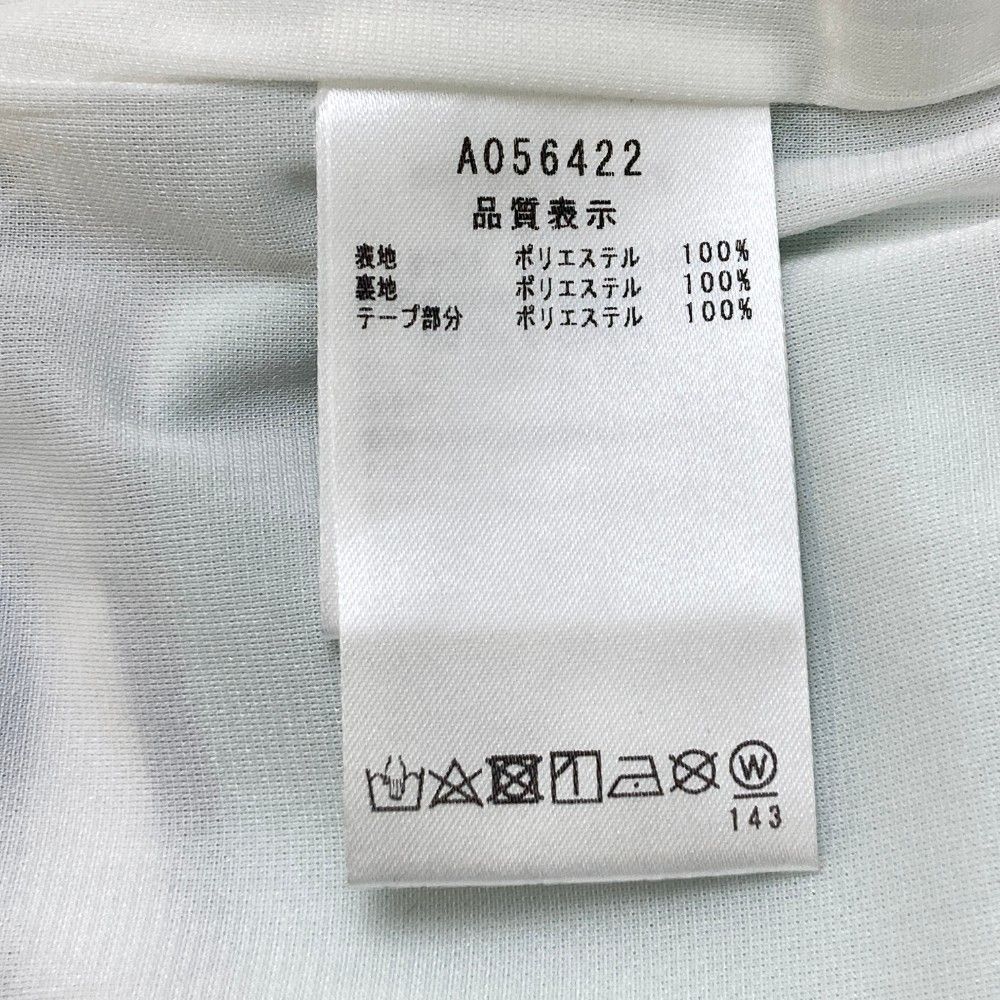 A056422
品質表示
表地 ポリエステル 100%
裏地 ポリエステル 100%
テープ部分 ポリエステル 100%
W
143